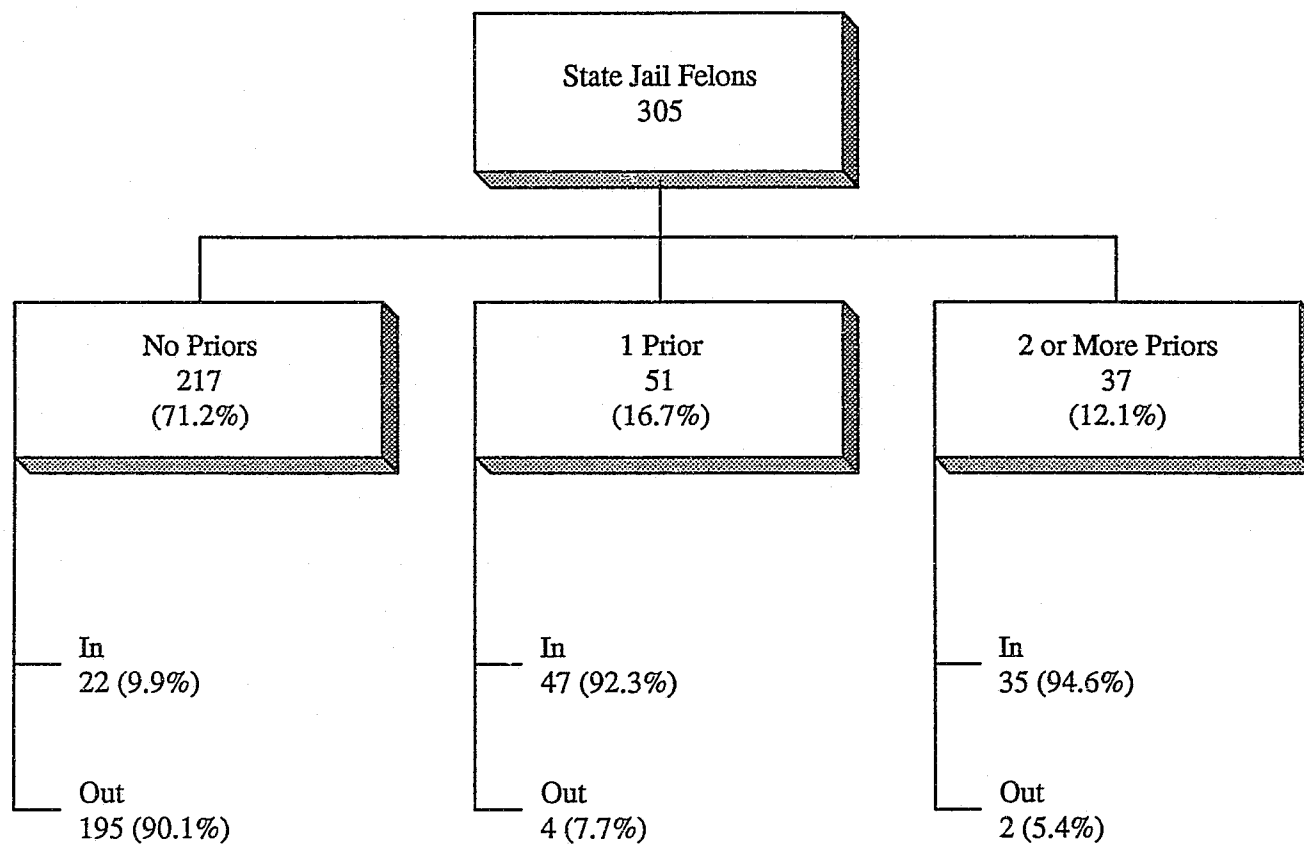 State Jail Felons
305
No Priors
217
(71.2%)
1 Prior
51
(16.7%)
2 or More Priors
37
(12.1%)
In
22 (9.9%)
Out
195 (90.1%)
In
47 (92.3%)
Out
4 (7.7%)
In
35 (94.6%)
Out
2 (5.4%)